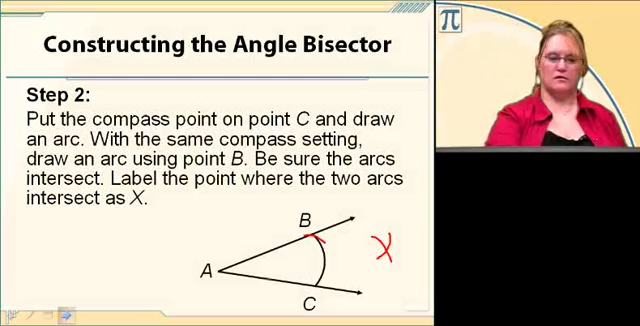 Constructing the Angle Bisector
π
Step 2:
Put the compass point on point C and draw
an arc. With the same compass setting,
draw an arc using point B. Be sure the arcs
intersect. Label the point where the two arcs
intersect as X.
B
X
A
C